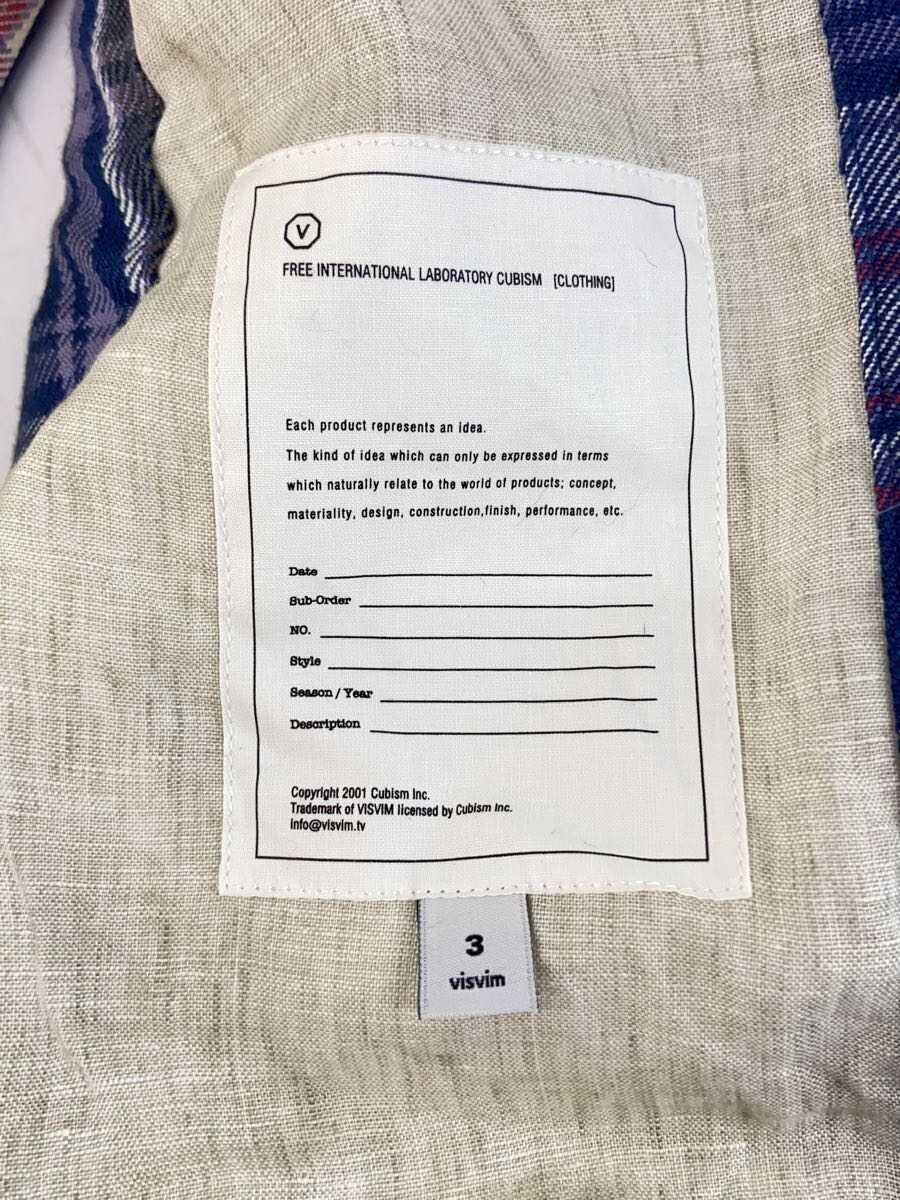 V
FREE INTERNATIONAL LABORATORY CUBISM [CLOTHING]
Each product represents an idea.
The kind of idea which can only be expressed in terms
which naturally relate to the world of products; concept,
materiality, design, construction,finish, performance, etc.
Date
Sub-Order
NO.
Style
Season / Year
Description
Copyright 2001 Cubism Inc.
Trademark of VISVIM licensed by Cubism Inc.
info@visvim.tv
3
visvim